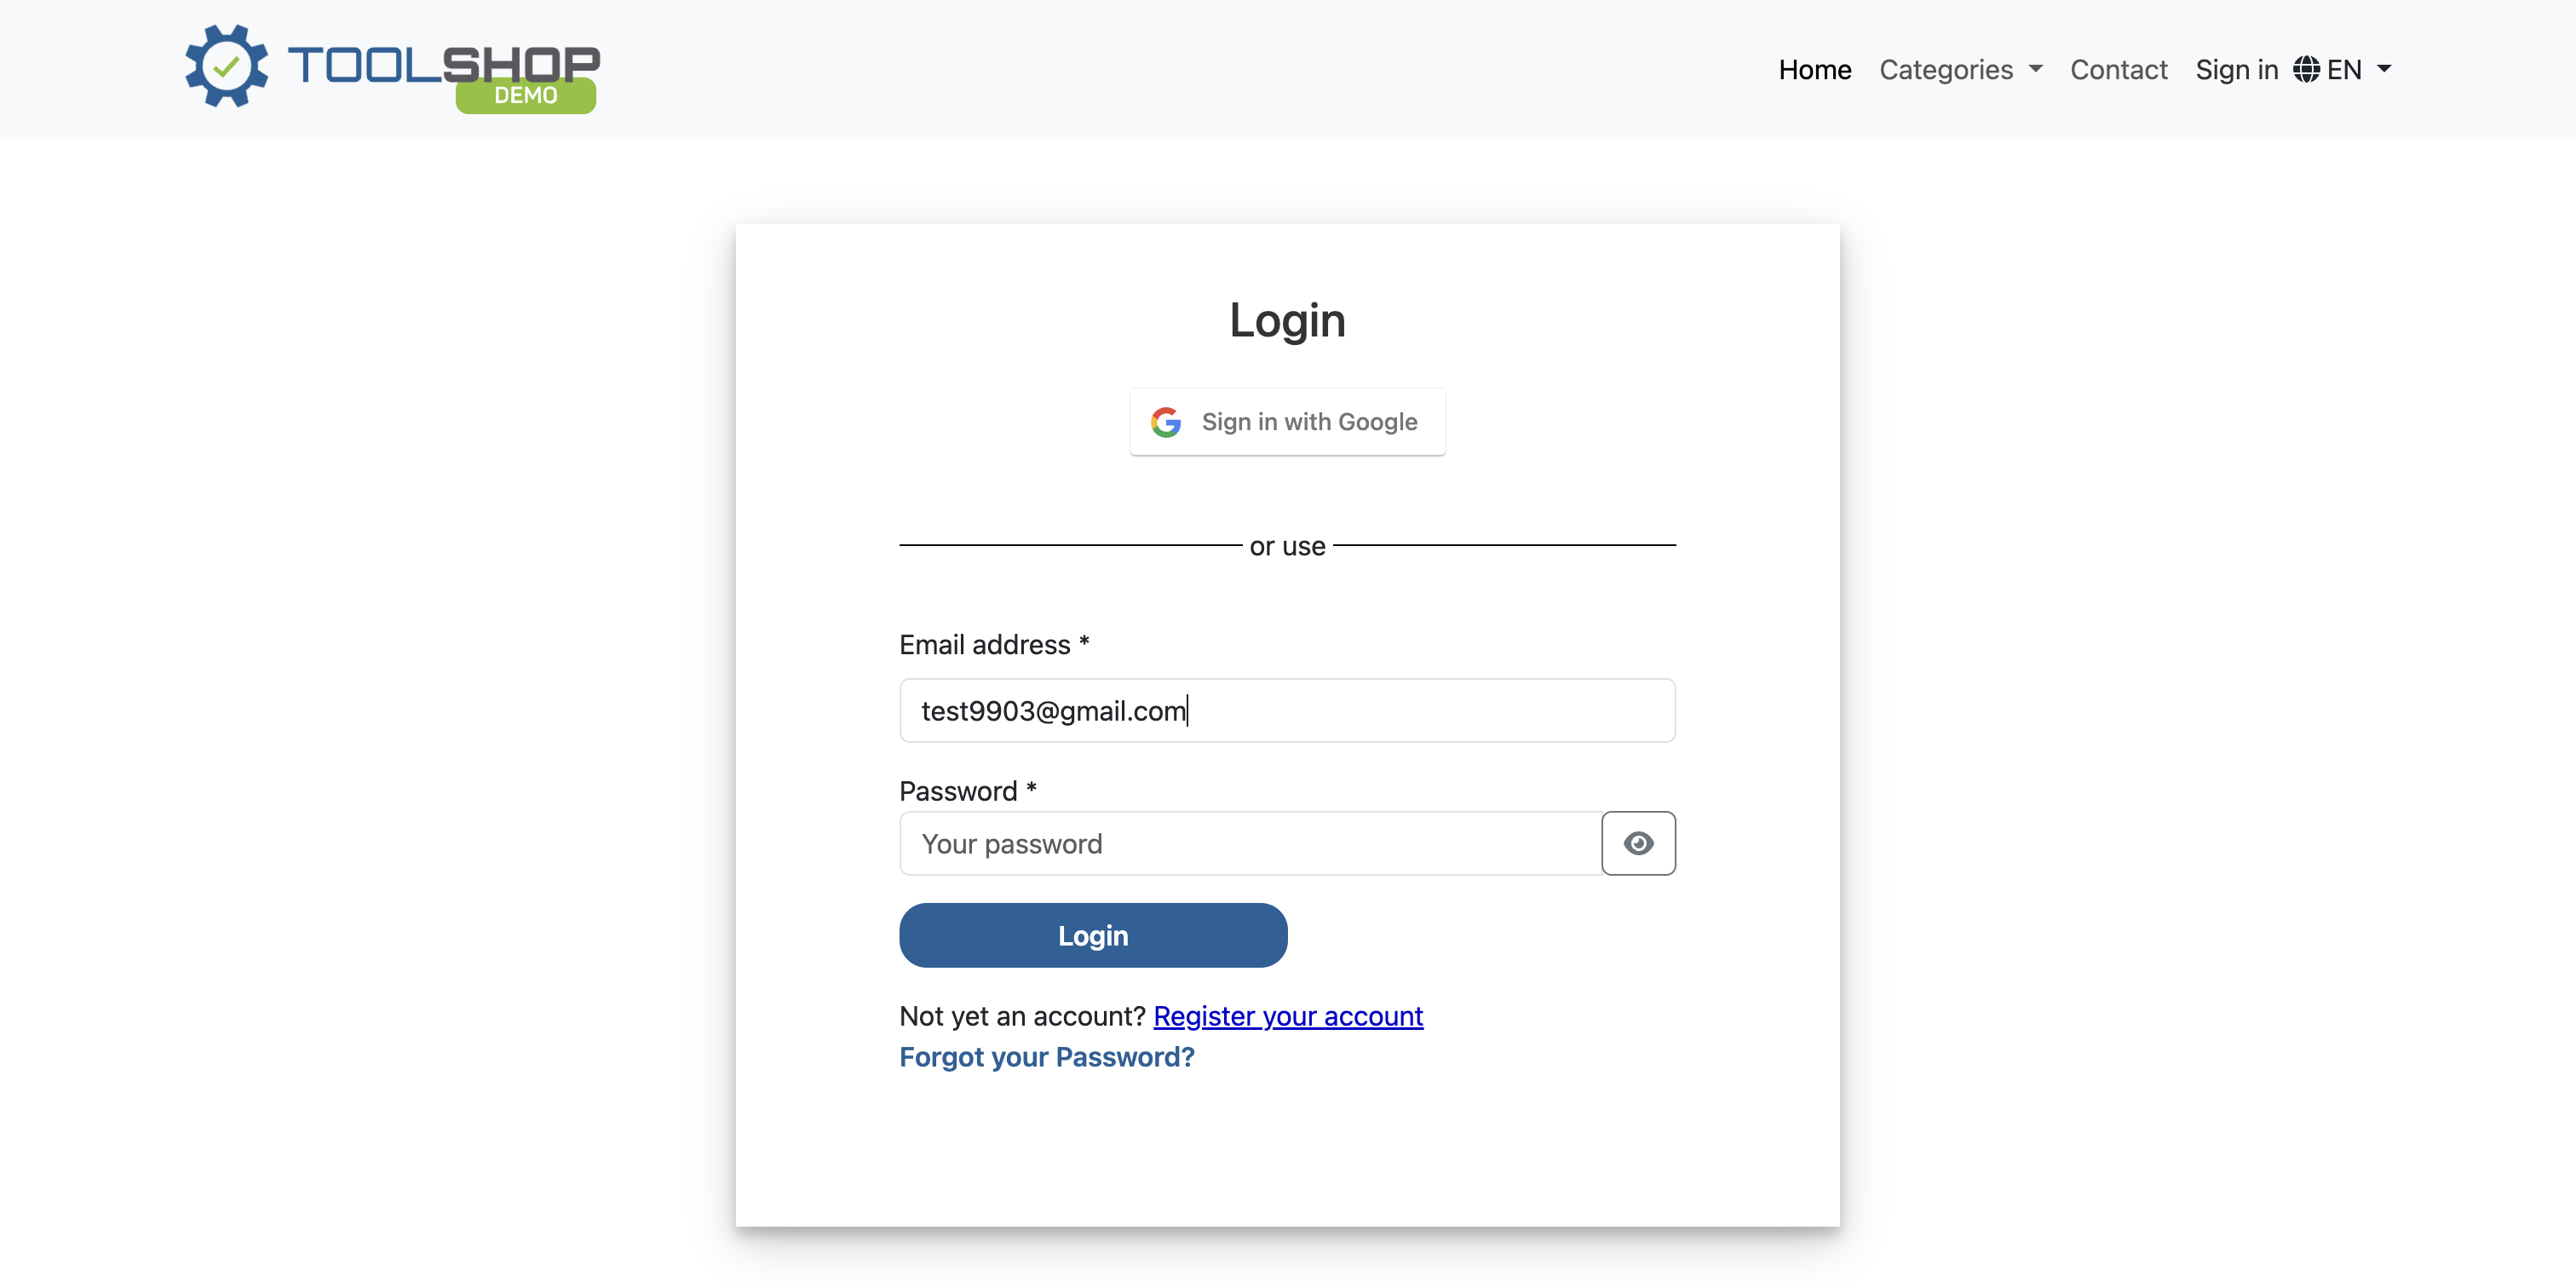 TOOLSHOP
DEMO
Home Categories Contact Sign in EN
Login
Sign in with Google
or use
Email address *
test9903@gmail.com
Password *
Your password
Login
Not yet an account? Register your account
Forgot your Password?